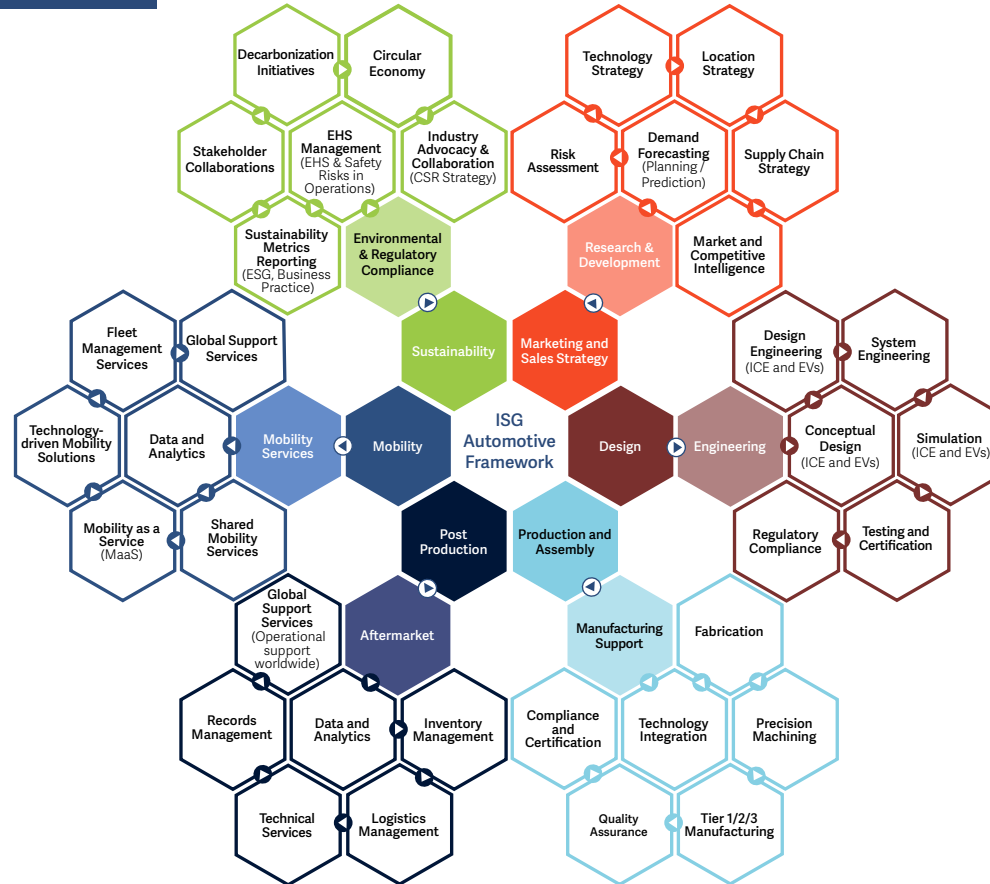 Decarbonization
Initiatives
Circular
Economy
Stakeholder
Collaborations
EHS
Management
(EHS & Safety
Risks in
Operations)
Industry
Advocacy &
Collaboration
(CSR Strategy)
Sustainability
Metrics
Reporting
(ESG, Business
Practice)
Environmental
& Regulatory
Compliance
Sustainability
Technology
Strategy
Location
Strategy
Risk
Assessment
Demand
Forecasting
(Planning /
Prediction)
Supply Chain
Strategy
Research &
Development
Market and
Competitive
Intelligence
Marketing and
Sales Strategy
Fleet
Management
Services
Global Support
Services
Technology-
driven Mobility
Solutions
Data and
Analytics
Mobility
Services
Mobility
Mobility as a
Service
(MaaS)
Shared
Mobility
Services
ISG
Automotive
Framework
Design
Engineering
Design
Engineering
(ICE and EVs)
System
Engineering
Conceptual
Design
(ICE and EVs)
Simulation
(ICE and EVs)
Regulatory
Compliance
Testing and
Certification
Post
Production
Aftermarket
Global
Support
Services
(Operational
support
worldwide)
Records
Management
Data and
Analytics
Inventory
Management
Technical
Services
Logistics
Management
Production and
Assembly
Manufacturing
Support
Fabrication
Compliance
and
Certification
Technology
Integration
Precision
Machining
Quality
Assurance
Tier 1/2/3
Manufacturing